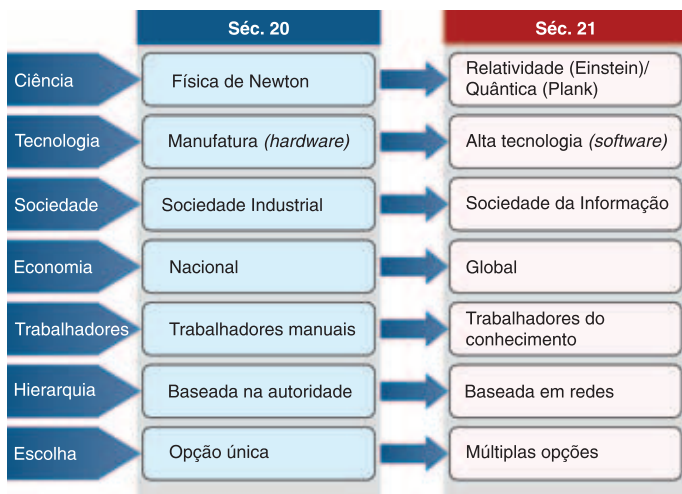 Séc. 20
Séc. 21
Ciência
Física de Newton
Relatividade (Einstein)/
Quântica (Plank)
Tecnologia
Manufatura (hardware)
Alta tecnologia (software)
Sociedade
Sociedade Industrial
Sociedade da Informação
Economia
Nacional
Global
Trabalhadores
Trabalhadores manuais
Trabalhadores do
conhecimento
Hierarquia
Baseada na autoridade
Baseada em redes
Escolha
Opção única
Múltiplas opções